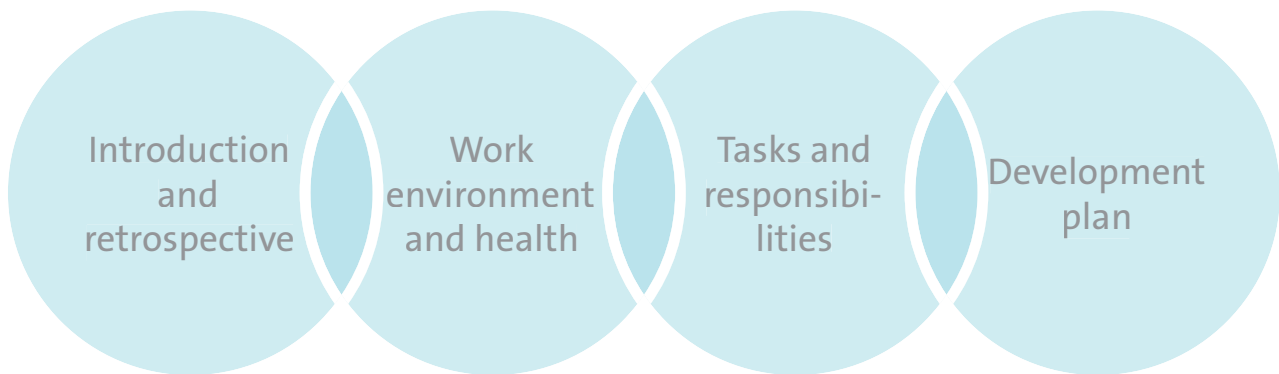 Introduction
and
retrospective
Work
environment
and health
Tasks and
responsibi-
lities
Development
plan